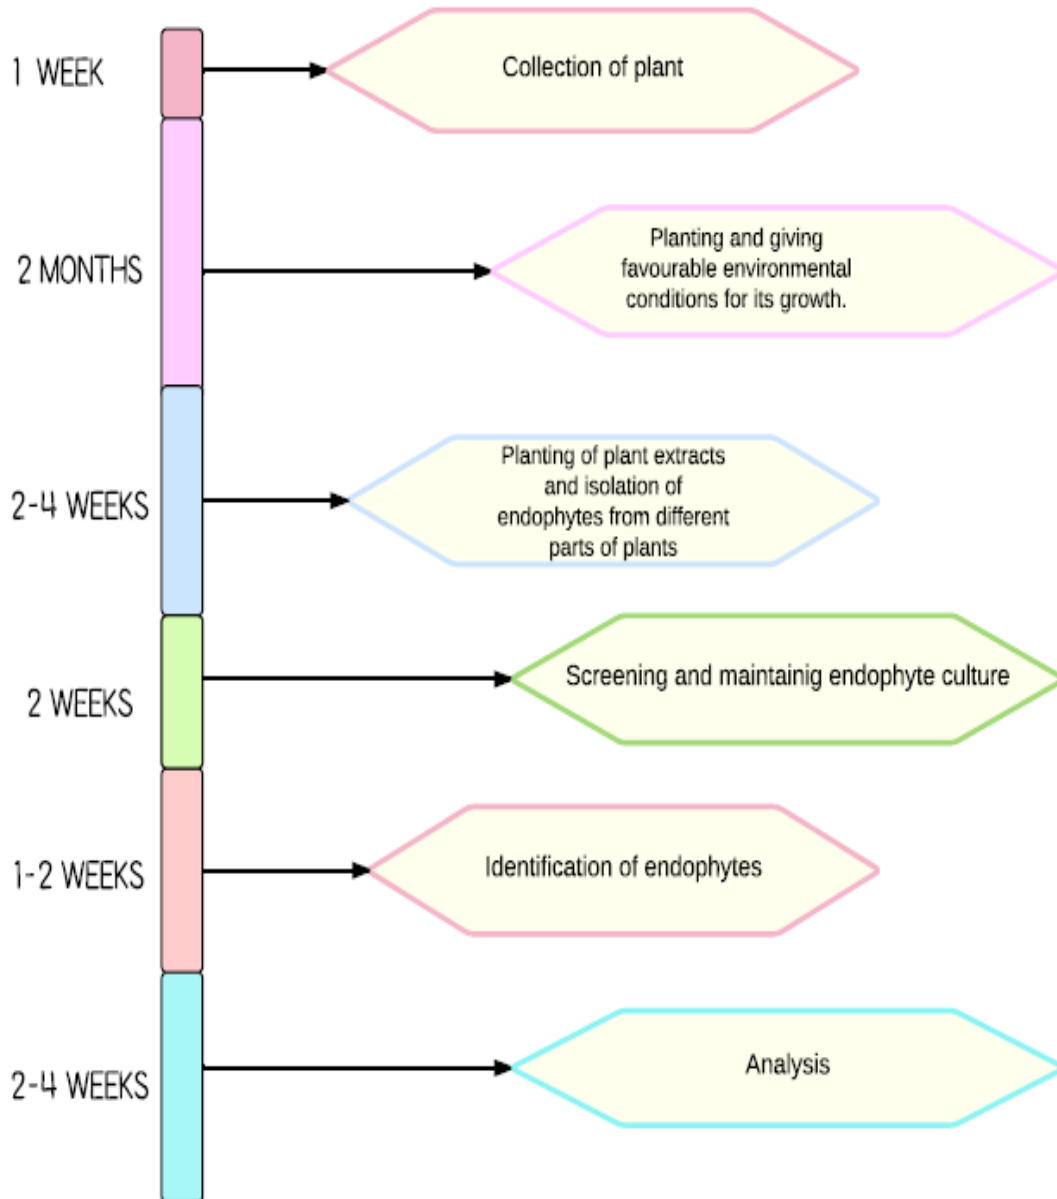 1 WEEK
Collection of plant
2 MONTHS
Planting and giving
favourable environmental
conditions for its growth.
2-4 WEEKS
Planting of plant extracts
and isolation of
endophytes from different
parts of plants
2 WEEKS
Screening and maintainig endophyte culture
1-2 WEEKS
Identification of endophytes
2-4 WEEKS
Analysis